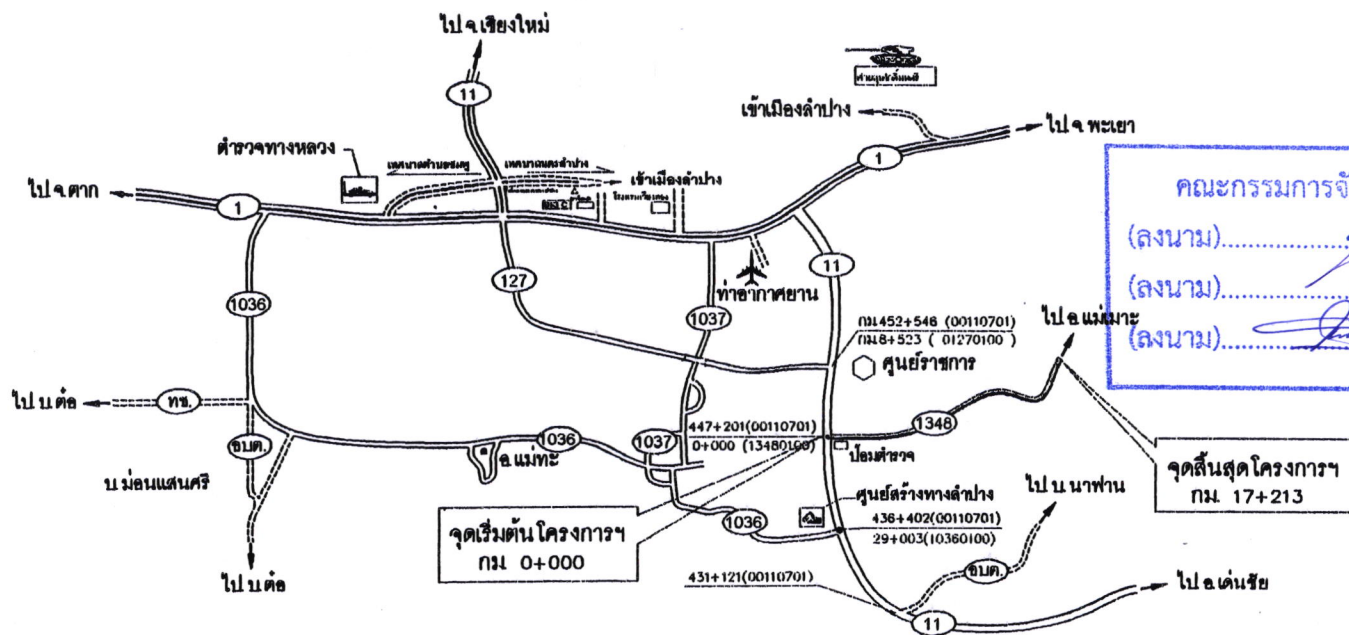 ไป จ.เชียงใหม่
11
เข้าเมืองลำปาง
ไป จ.พะเยา
1
ตำรวจทางหลวง
เข้าเมืองลำปาง
ไป จ.ตาก
1
คณะกรรมการจั
(ลงนาม)
(ลงนาม)
(ลงนาม)
11
127
ท่าอากาศยาน
1036
1037
กม.452+546 (00110701)
กม.8+523 ( 01270100 )
ไป อ.แม่เมาะ
ศูนย์ราชการ
ไป บ.ต๋อ
ทช.
1348
447+201(00110701)
0+000 (13480100)
ป้อมตำรวจ
อบต.
1036
1037
อ.แม่ทะ
จุดสิ้นสุดโครงการฯ
กม. 17+213
บ.ม่อนแสนศรี
ศูนย์สร้างทางลำปาง
ไป บ.นาฟาน
จุดเริ่มต้นโครงการฯ
กม. 0+000
1036
436+402(00110701)
29+003(10360100)
ไป บ.ต๋อ
431+121(00110701)
อบต.
ไป อ.เด่นชัย
11